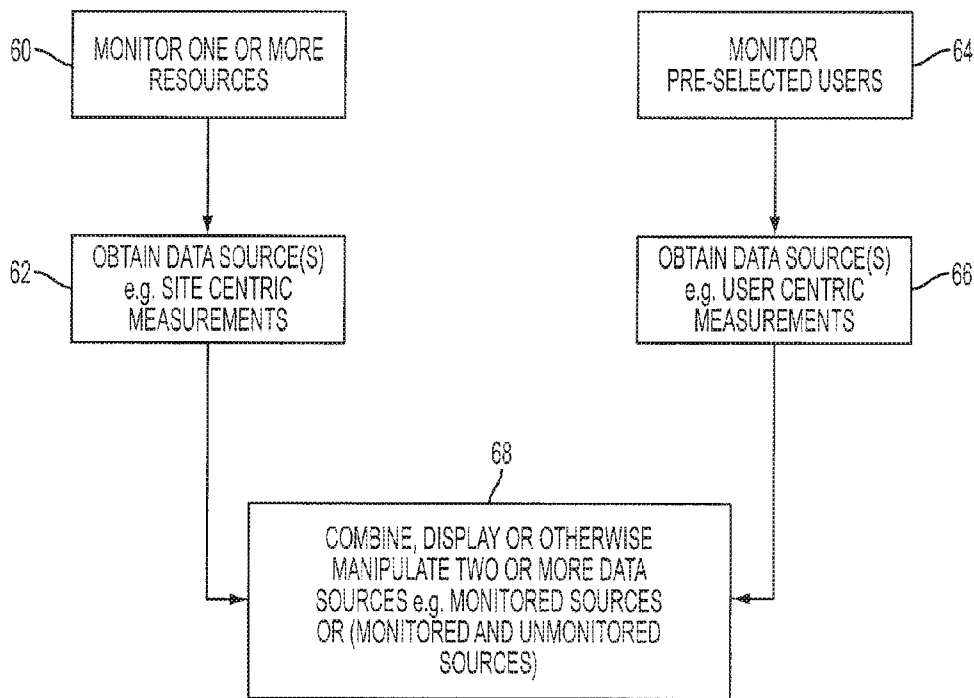 60
MONITOR ONE OR MORE
RESOURCES
MONITOR
PRE-SELECTED USERS
64
62
OBTAIN DATA SOURCE(S)
e.g. SITE CENTRIC
MEASUREMENTS
OBTAIN DATA SOURCE(S)
e.g. USER CENTRIC
MEASUREMENTS
66
68
COMBINE, DISPLAY OR OTHERWISE
MANIPULATE TWO OR MORE DATA
SOURCES e.g. MONITORED SOURCES
OR (MONITORED AND UNMONITORED
SOURCES)